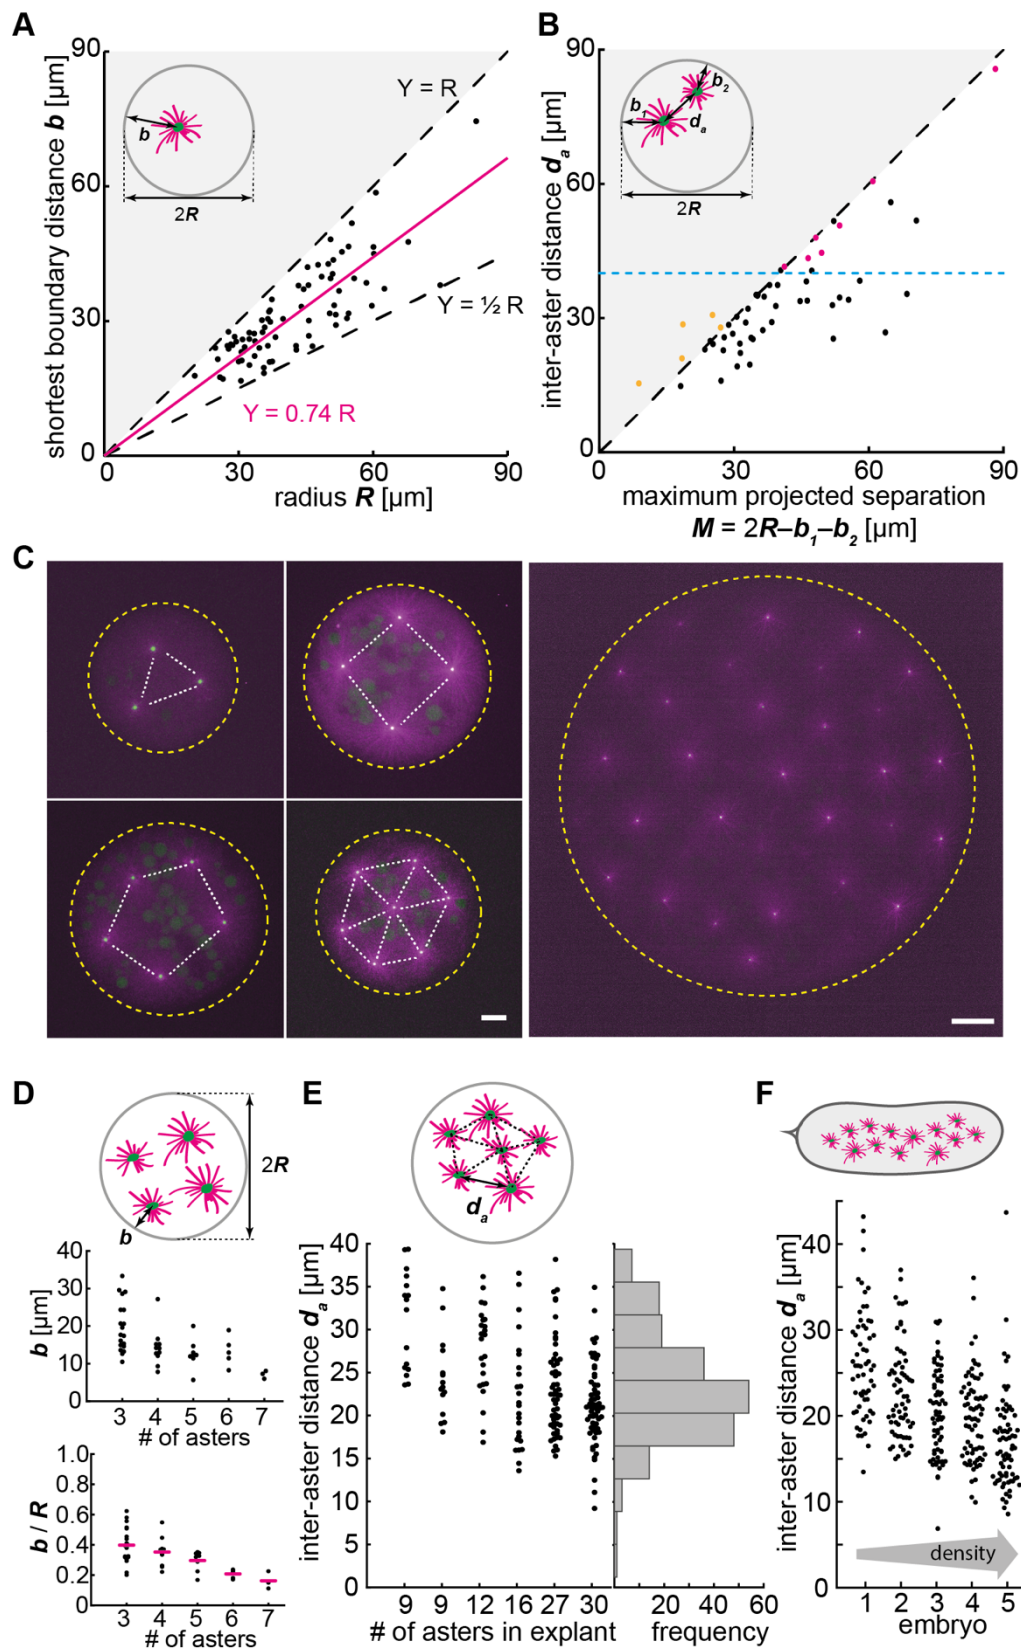 A
90
60
30
0
0
30
60
90
shortest boundary distance b [μm]
radius R [μm]
Y = R
Y = ½ R
Y = 0.74 R
b
2R
B
90
60
30
0
0
30
60
90
inter-aster distance dₐ [μm]
maximum projected separation
M = 2R–b₁–b₂ [μm]
b₁
b₂
dₐ
2R
C
D
2R
b
40
30
20
10
0
b [μm]
3 4 5 6 7
# of asters
1.0
0.8
0.6
0.4
0.2
0
b / R
3 4 5 6 7
# of asters
E
dₐ
40
35
30
25
20
15
10
0
inter-aster distance dₐ [μm]
9 9 12 16 27 30
# of asters in explant
20 40 60
frequency
F
40
30
20
10
0
inter-aster distance dₐ [μm]
density
1 2 3 4 5
embryo